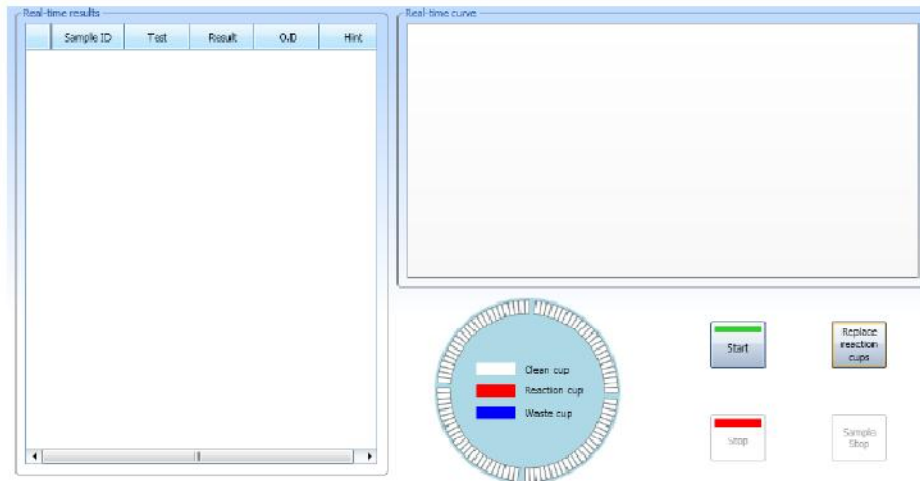 Real-time results
Sample ID Test Result O.D Hint
Real-time curve
Clean cup
Reaction cup
Waste cup
Start
Replace
reaction
cups
Stop
Sample
Stop